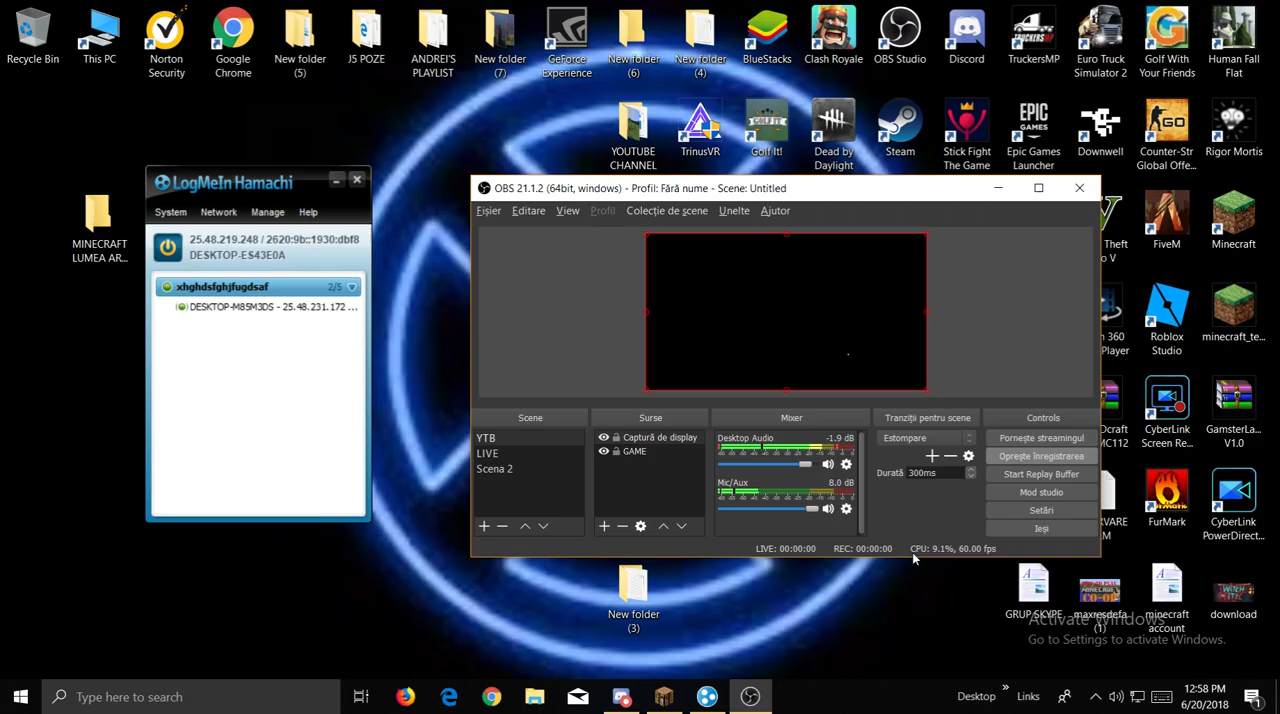 Recycle Bin
This PC
Norton
Security
Google
Chrome
New folder
(5)
J5 POZE
ANDREI'S
PLAYLIST
New folder
(7)
GeForce
Experience
New folder
(6)
New folder
(4)
BlueStacks
Clash Royale
OBS Studio
Discord
TruckersMP
Euro Truck
Simulator 2
Golf With
Your Friends
Human Fall
Flat
YOUTUBE
CHANNEL
TrinusVR
Golf It!
Dead by
Daylight
Steam
Stick Fight
The Game
Epic Games
Launcher
Downwell
Counter-Str
Global Offe...
Rigor Mortis
MINECRAFT
LUMEA AR...
LogMeIn Hamachi
System Network Manage Help
25.48.219.248 / 2620:9b::1930:dbf8
DESKTOP-ES43E0A
xhghdsfghjfugdsaf 2/5
DESKTOP-M85M3DS - 25.48.231.172 ...
OBS 21.1.2 (64bit, windows) - Profil: Fără nume - Scene: Untitled
Fișier Editare View Profil Colecție de scene Unelte Ajutor
Scene Surse Mixer Tranziții pentru scene Controls
YTB
LIVE
Scena 2
Captură de display
GAME
Desktop Audio -1.9 dB
Mic/Aux 8.0 dB
Estompare
Durată 300ms
Pornește streamingul
Oprește înregistrarea
Start Replay Buffer
Mod studio
Setări
Ieși
LIVE: 00:00:00 REC: 00:00:00 CPU: 9.1%, 60.00 fps
Theft
V
FiveM
Minecraft
360
Player
Roblox
Studio
minecraft_te...
MC112
CyberLink
Screen Re...
GamsterLa...
V1.0
FurMark
CyberLink
PowerDirect...
New folder
(3)
GRUP SKYPE
maxresdefa
(1)
minecraft
account
download
Activate Windows
Go to Settings to activate Windows.
Type here to search
Desktop
Links
12:58 PM
6/20/2018